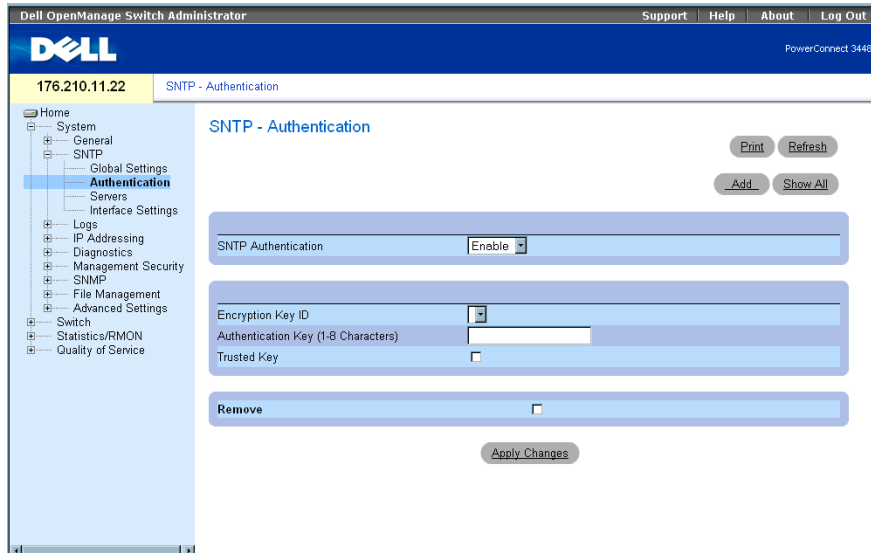 Dell OpenManage Switch Administrator
Support Help About Log Out
DELL
PowerConnect 3448
176.210.11.22
SNTP - Authentication
Home
System
General
SNTP
Global Settings
Authentication
Servers
Interface Settings
Logs
IP Addressing
Diagnostics
Management Security
SNMP
File Management
Advanced Settings
Switch
Statistics/RMON
Quality of Service
SNTP - Authentication
Print Refresh
Add Show All
SNTP Authentication Enable
Encryption Key ID
Authentication Key (1-8 Characters)
Trusted Key
Remove
Apply Changes